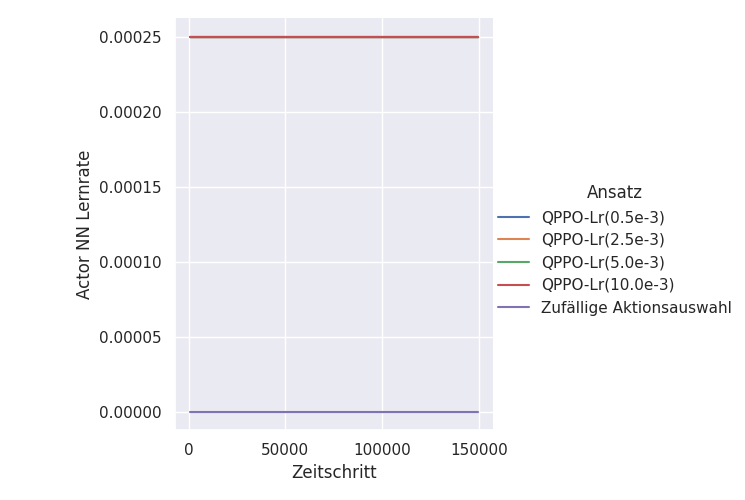 0.00025
0.00020
0.00015
0.00010
0.00005
0.00000
Actor NN Lernrate
0 50000 100000 150000
Zeitschritt
Ansatz
QPPO-Lr(0.5e-3)
QPPO-Lr(2.5e-3)
QPPO-Lr(5.0e-3)
QPPO-Lr(10.0e-3)
Zufällige Aktionsauswahl